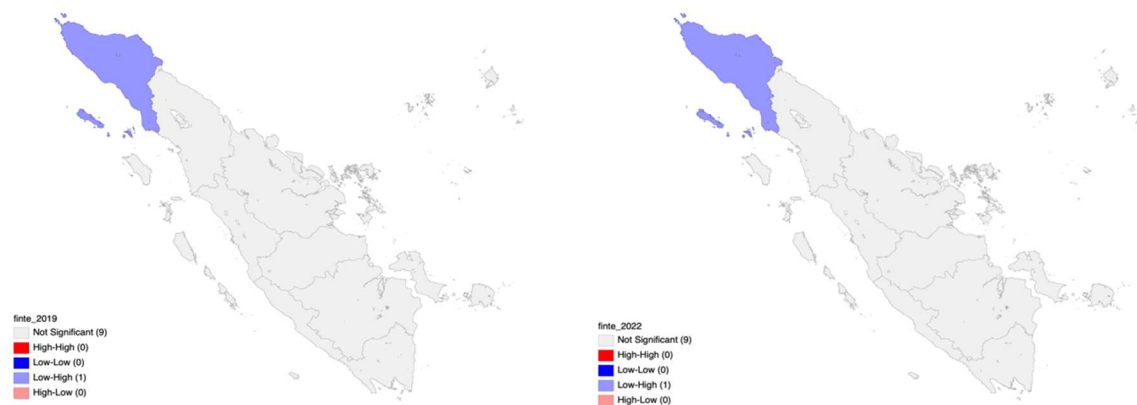 finte_2019
Not Significant (9)
High-High (0)
Low-Low (0)
Low-High (1)
High-Low (0)
finte_2022
Not Significant (9)
High-High (0)
Low-Low (0)
Low-High (1)
High-Low (0)